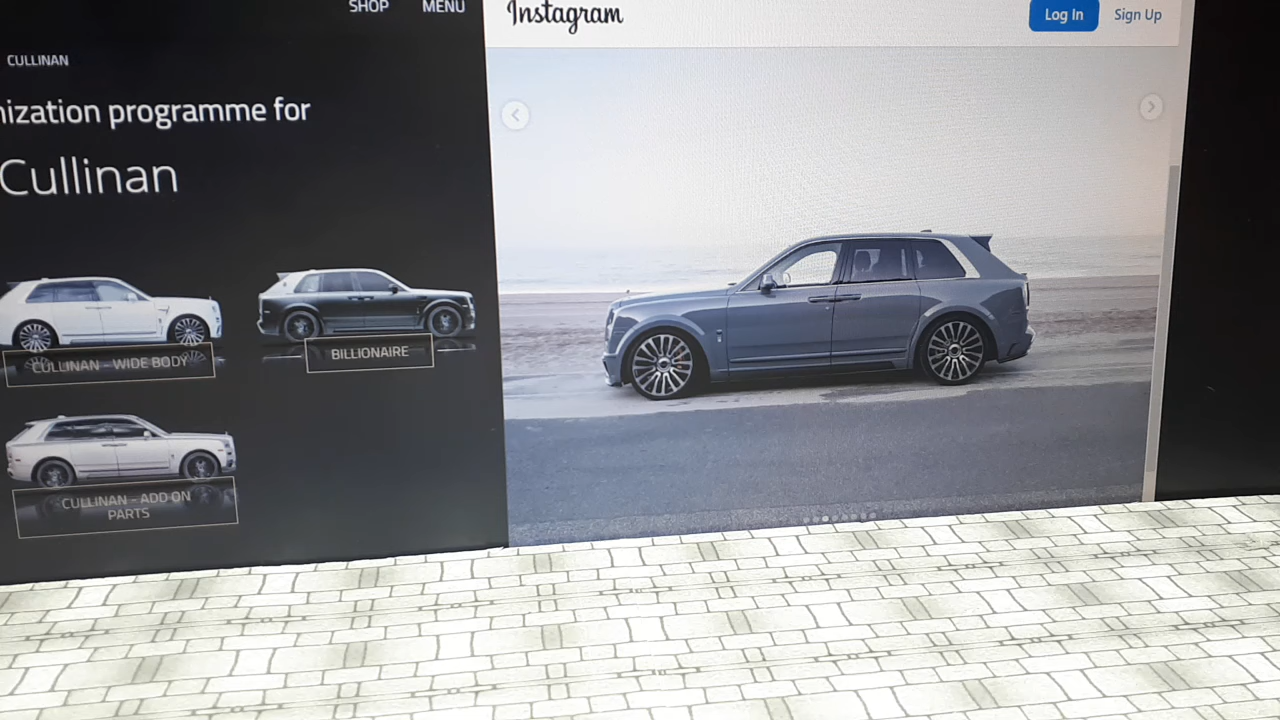 SHOP MENU
CULLINAN
nization programme for
Cullinan
CULLINAN - WIDE BODY
BILLIONAIRE
CULLINAN - ADD ON
PARTS
Instagram
Log In
Sign Up